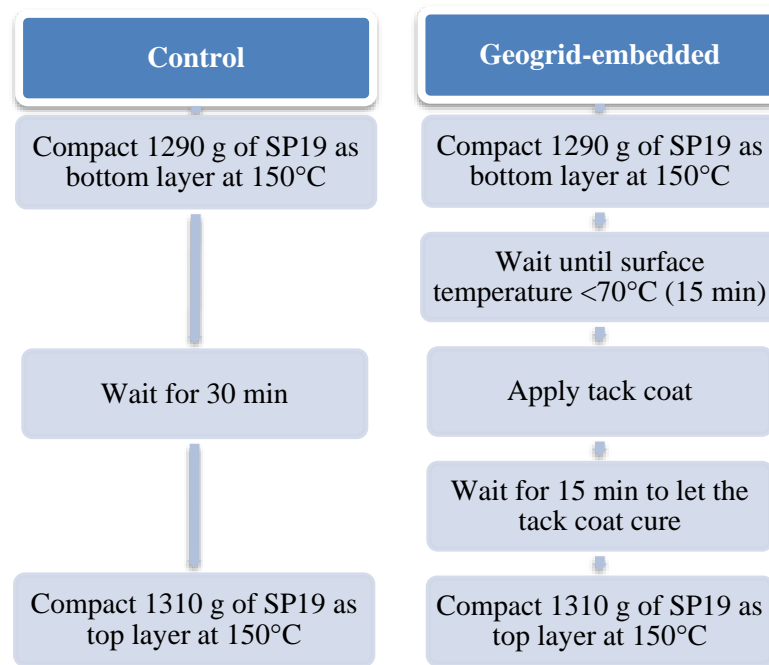 Control
Compact 1290 g of SP19 as
bottom layer at 150°C
Wait for 30 min
Compact 1310 g of SP19 as
top layer at 150°C
Geogrid-embedded
Compact 1290 g of SP19 as
bottom layer at 150°C
Wait until surface
temperature <70°C (15 min)
Apply tack coat
Wait for 15 min to let the
tack coat cure
Compact 1310 g of SP19 as
top layer at 150°C